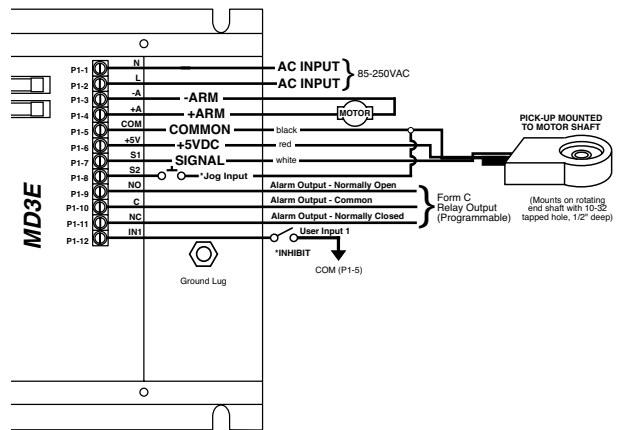 P1-1 N AC INPUT
P1-2 L AC INPUT
85-250VAC
P1-3 -A -ARM
P1-4 +A +ARM
MOTOR
P1-5 COM COMMON black
P1-6 +5V +5VDC red
P1-7 S1 SIGNAL white
P1-8 S2 *Jog Input
P1-9 NO Alarm Output - Normally Open
P1-10 C Alarm Output - Common
P1-11 NC Alarm Output - Normally Closed
P1-12 IN1 User Input 1
*INHIBIT
COM (P1-5)
Form C
Relay Output
(Programmable)
PICK-UP MOUNTED
TO MOTOR SHAFT
(Mounts on rotating
end shaft with 10-32
tapped hole, 1/2" deep)
MD3E
Ground Lug